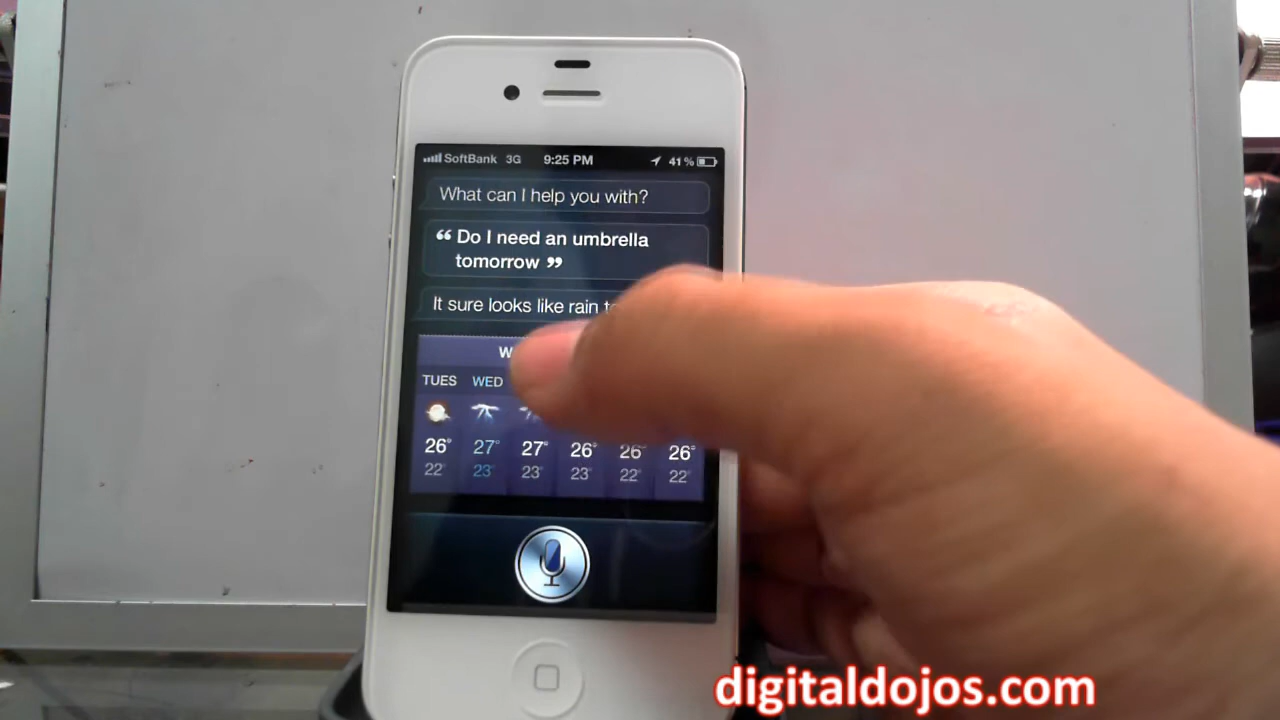 SoftBank 3G 9:25 PM 41%
What can I help you with?
“ Do I need an umbrella
tomorrow ”
It sure looks like rain
TUES WED
26° 27° 27° 26° 26° 26°
22° 23° 23° 23° 22° 22°
digitaldojos.com